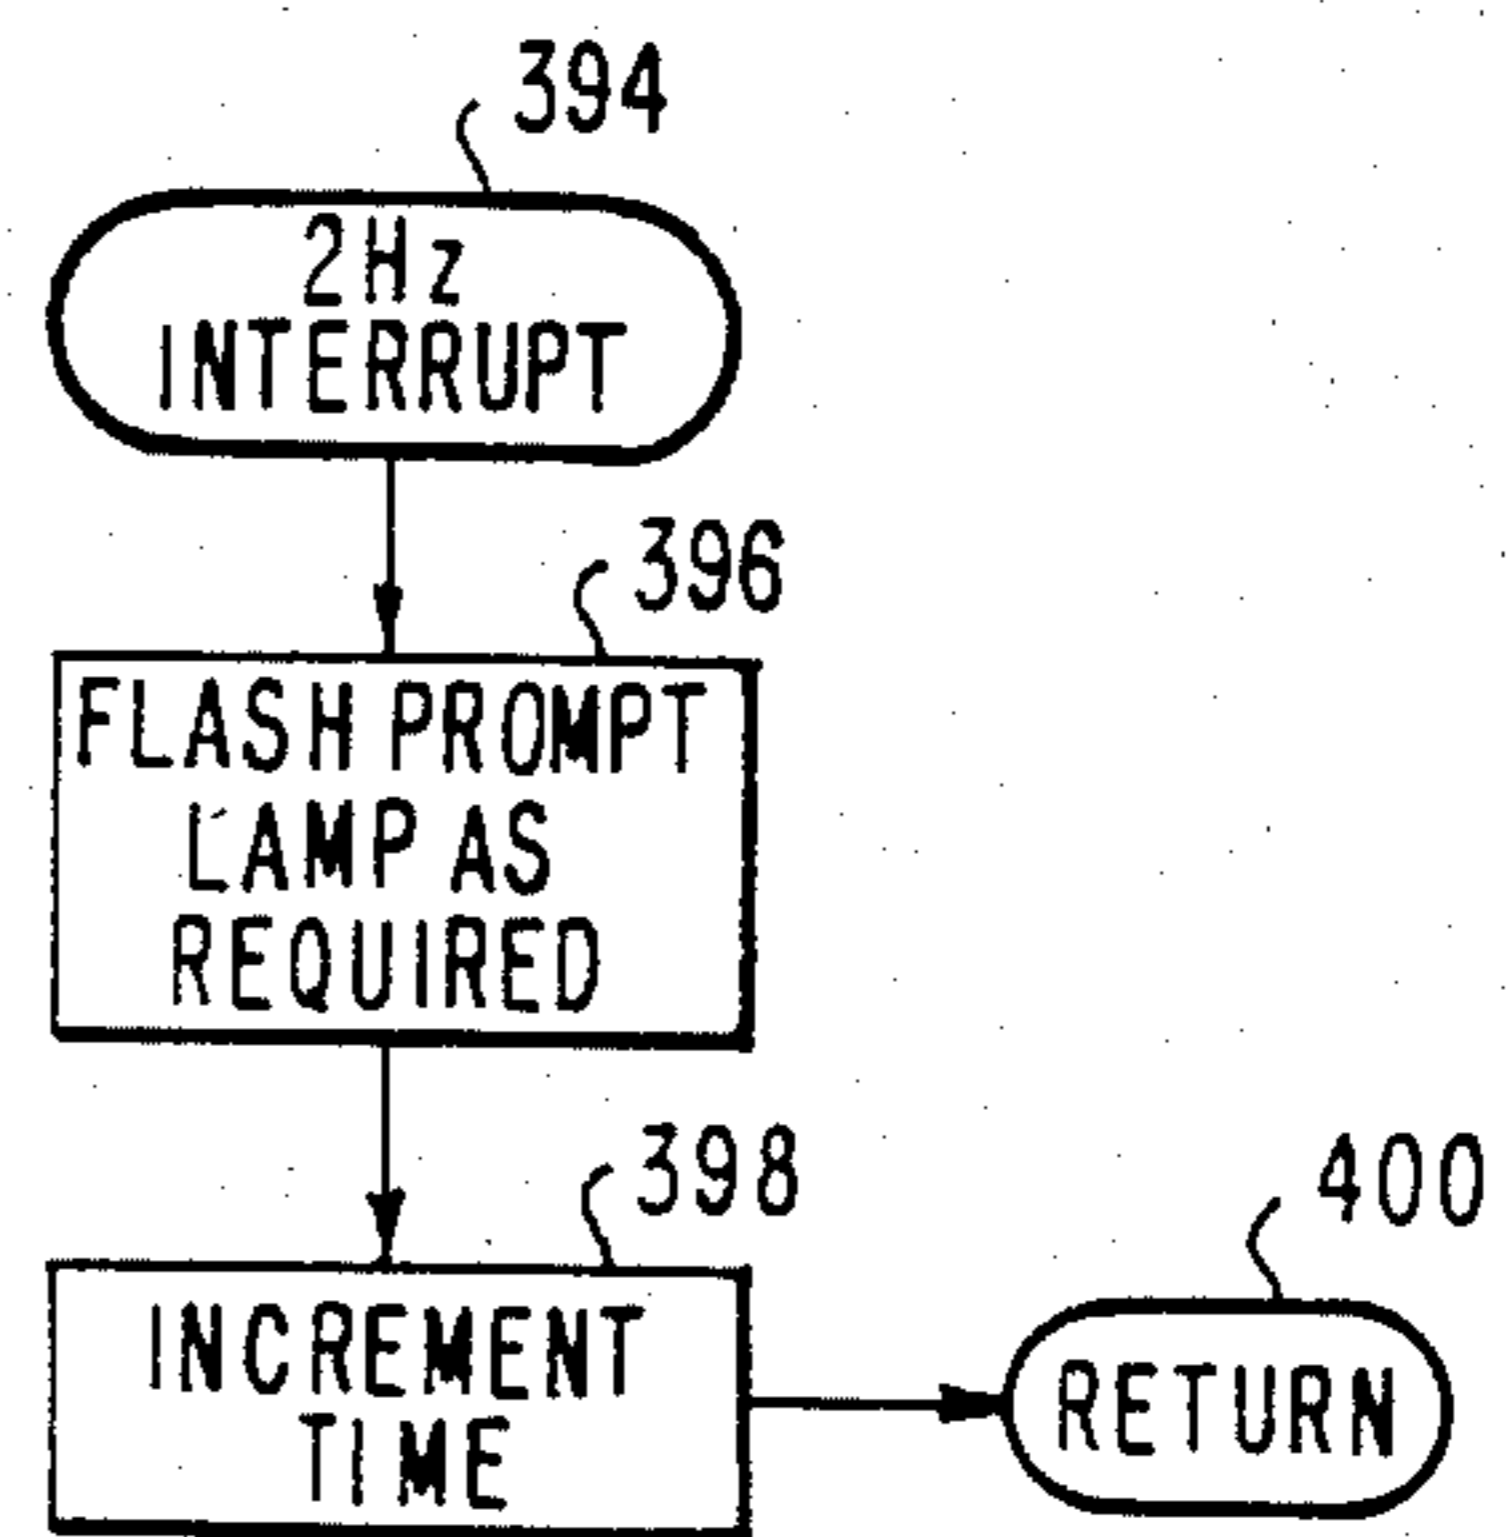 394
2Hz
INTERRUPT
396
FLASH PROMPT
LAMP AS
REQUIRED
398
INCREMENT
TIME
400
RETURN